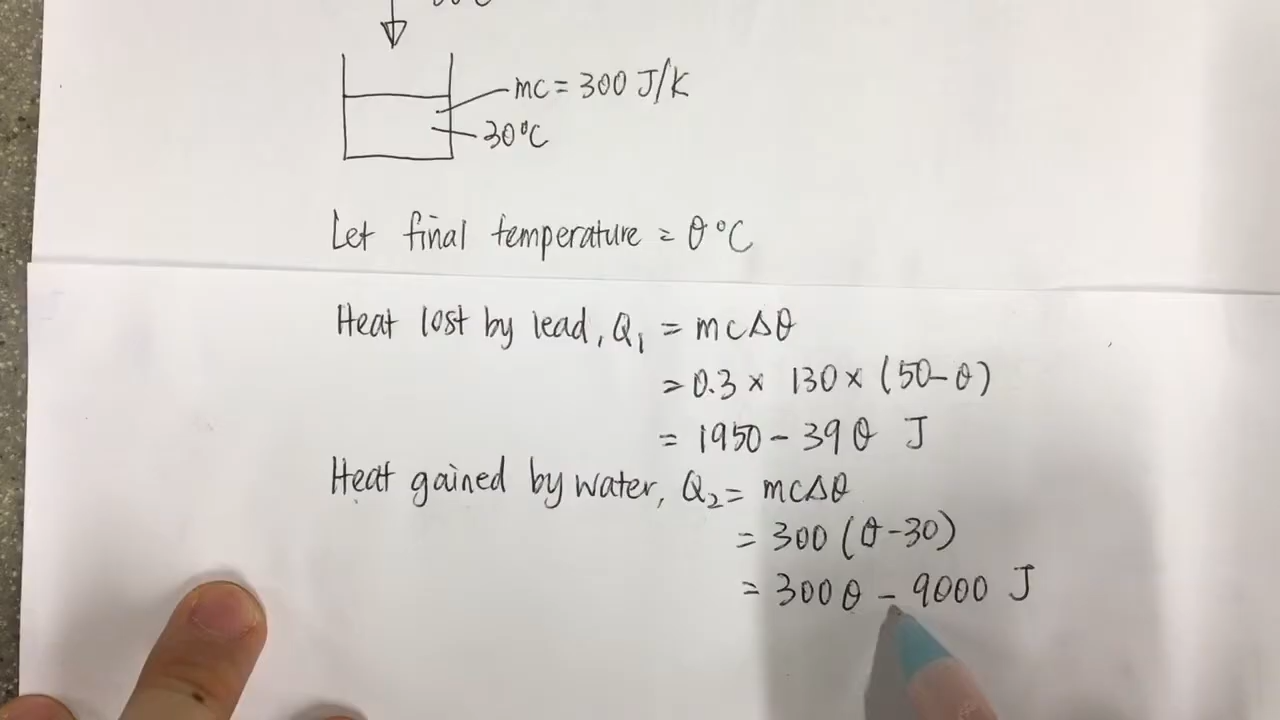 mc = 300 J/K
30°C
Let final temperature = θ °C
Heat lost by lead, Q₁ = mcΔθ
= 0.3 × 130 × (50-θ)
= 1950 - 39θ J
Heat gained by water, Q₂ = mcΔθ
= 300 (θ-30)
= 300θ - 9000 J